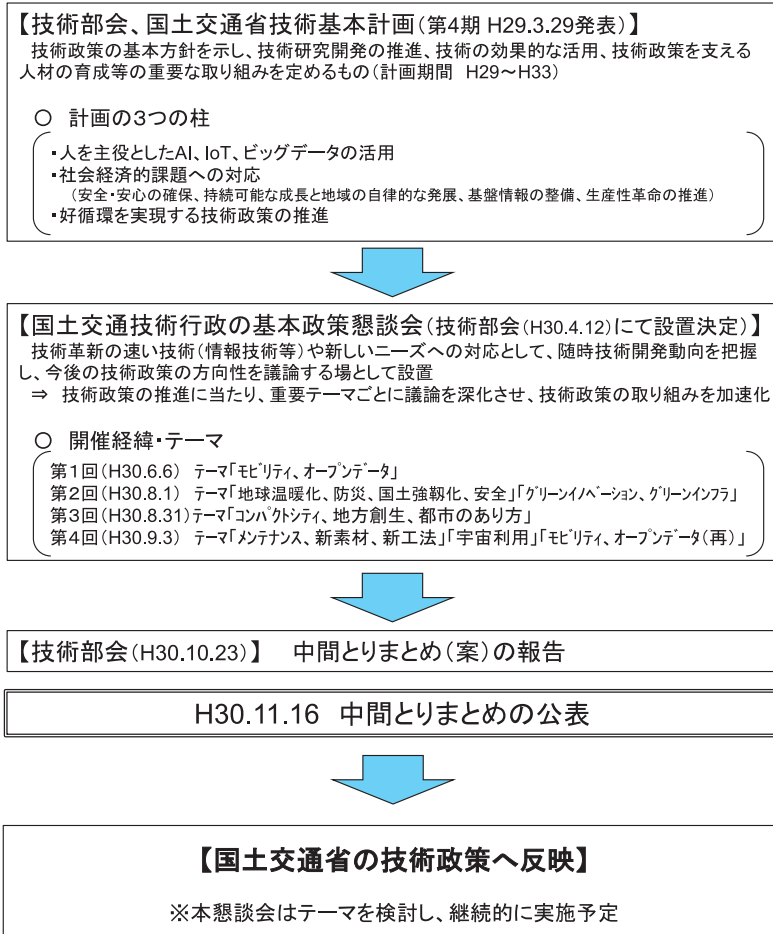 【技術部会、国土交通省技術基本計画(第4期 H29.3.29発表)】
技術政策の基本方針を示し、技術研究開発の推進、技術の効果的な活用、技術政策を支える
人材の育成等の重要な取り組みを定めるもの(計画期間 H29～H33)
○ 計画の3つの柱
・人を主役としたAI、IoT、ビッグデータの活用
・社会経済的課題への対応
(安全・安心の確保、持続可能な成長と地域の自律的な発展、基盤情報の整備、生産性革命の推進)
・好循環を実現する技術政策の推進
【国土交通技術行政の基本政策懇談会(技術部会(H30.4.12)にて設置決定)】
技術革新の速い技術(情報技術等)や新しいニーズへの対応として、随時技術開発動向を把握
し、今後の技術政策の方向性を議論する場として設置
⇒ 技術政策の推進に当たり、重要テーマごとに議論を深化させ、技術政策の取り組みを加速化
○ 開催経緯・テーマ
第1回(H30.6.6) テーマ「ﾓﾋﾞﾘﾃｨ、ｵｰﾌﾟﾝﾃﾞｰﾀ」
第2回(H30.8.1) テーマ「地球温暖化、防災、国土強靱化、安全」「ｸﾞﾘｰﾝｲﾉﾍﾞｰｼｮﾝ、ｸﾞﾘｰﾝｲﾝﾌﾗ」
第3回(H30.8.31)テーマ「ｺﾝﾊﾟｸﾄｼﾃｨ、地方創生、都市のあり方」
第4回(H30.9.3) テーマ「ﾒﾝﾃﾅﾝｽ、新素材、新工法」「宇宙利用」「ﾓﾋﾞﾘﾃｨ、ｵｰﾌﾟﾝﾃﾞｰﾀ(再)」
【技術部会(H30.10.23)】 中間とりまとめ(案)の報告
H30.11.16 中間とりまとめの公表
【国土交通省の技術政策へ反映】
※本懇談会はテーマを検討し、継続的に実施予定